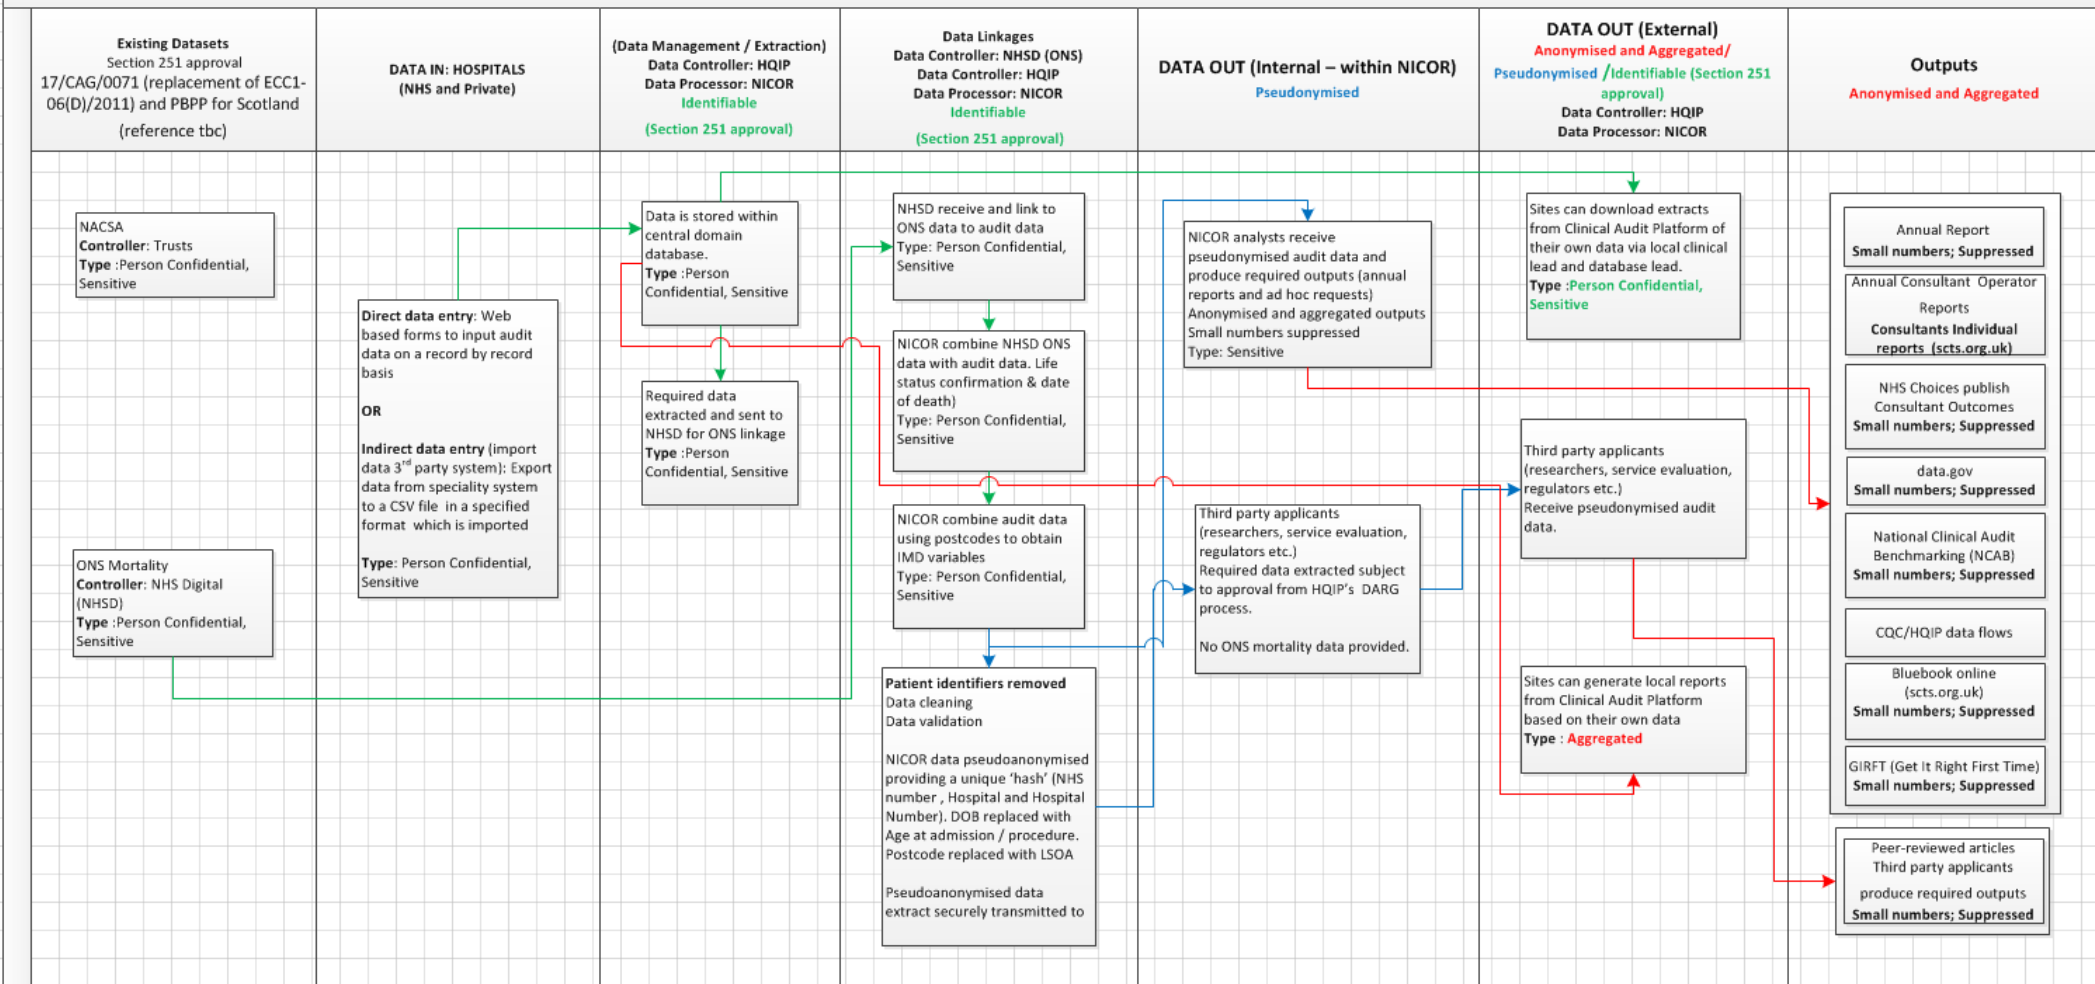 Existing Datasets
Section 251 approval
17/CAG/0071 (replacement of ECC1-
06(D)/2011) and PBPP for Scotland
(reference tbc)
DATA IN: HOSPITALS
(NHS and Private)
(Data Management / Extraction)
Data Controller: HQIP
Data Processor: NICOR
Identifiable
(Section 251 approval)
Data Linkages
Data Controller: NHSD (ONS)
Data Controller: HQIP
Data Processor: NICOR
Identifiable
(Section 251 approval)
DATA OUT (Internal – within NICOR)
Pseudonymised
DATA OUT (External)
Anonymised and Aggregated/
Pseudonymised /Identifiable (Section 251
approval)
Data Controller: HQIP
Data Processor: NICOR
Outputs
Anonymised and Aggregated
NACSA
Controller: Trusts
Type :Person Confidential,
Sensitive
ONS Mortality
Controller: NHS Digital
(NHSD)
Type :Person Confidential,
Sensitive
Direct data entry: Web
based forms to input audit
data on a record by record
basis
OR
Indirect data entry (import
data 3rd party system): Export
data from speciality system
to a CSV file in a specified
format which is imported
Type: Person Confidential,
Sensitive
Data is stored within
central domain
database.
Type :Person
Confidential, Sensitive
Required data
extracted and sent to
NHSD for ONS linkage
Type :Person
Confidential, Sensitive
NHSD receive and link to
ONS data to audit data
Type: Person Confidential,
Sensitive
NICOR combine NHSD ONS
data with audit data. Life
status confirmation & date
of death)
Type: Person Confidential,
Sensitive
NICOR combine audit data
using postcodes to obtain
IMD variables
Type: Person Confidential,
Sensitive
Patient identifiers removed
Data cleaning
Data validation
NICOR data pseudoanonymised
providing a unique ‘hash’ (NHS
number , Hospital and Hospital
Number). DOB replaced with
Age at admission / procedure.
Postcode replaced with LSOA
Pseudoanonymised data
extract securely transmitted to
NICOR analysts receive
pseudonymised audit data and
produce required outputs (annual
reports and ad hoc requests)
Anonymised and aggregated outputs
Small numbers suppressed
Type: Sensitive
Third party applicants
(researchers, service evaluation,
regulators etc.)
Required data extracted subject
to approval from HQIP’s DARG
process.
No ONS mortality data provided.
Sites can download extracts
from Clinical Audit Platform of
their own data via local clinical
lead and database lead.
Type :Person Confidential,
Sensitive
Third party applicants
(researchers, service evaluation,
regulators etc.)
Receive pseudonymised audit
data.
Sites can generate local reports
from Clinical Audit Platform
based on their own data
Type : Aggregated
Annual Report
Small numbers; Suppressed
Annual Consultant Operator
Reports
Consultants Individual
reports (scts.org.uk)
NHS Choices publish
Consultant Outcomes
Small numbers; Suppressed
data.gov
Small numbers; Suppressed
National Clinical Audit
Benchmarking (NCAB)
Small numbers; Suppressed
CQC/HQIP data flows
Bluebook online
(scts.org.uk)
Small numbers; Suppressed
GIRFT (Get It Right First Time)
Small numbers; Suppressed
Peer-reviewed articles
Third party applicants
produce required outputs
Small numbers; Suppressed